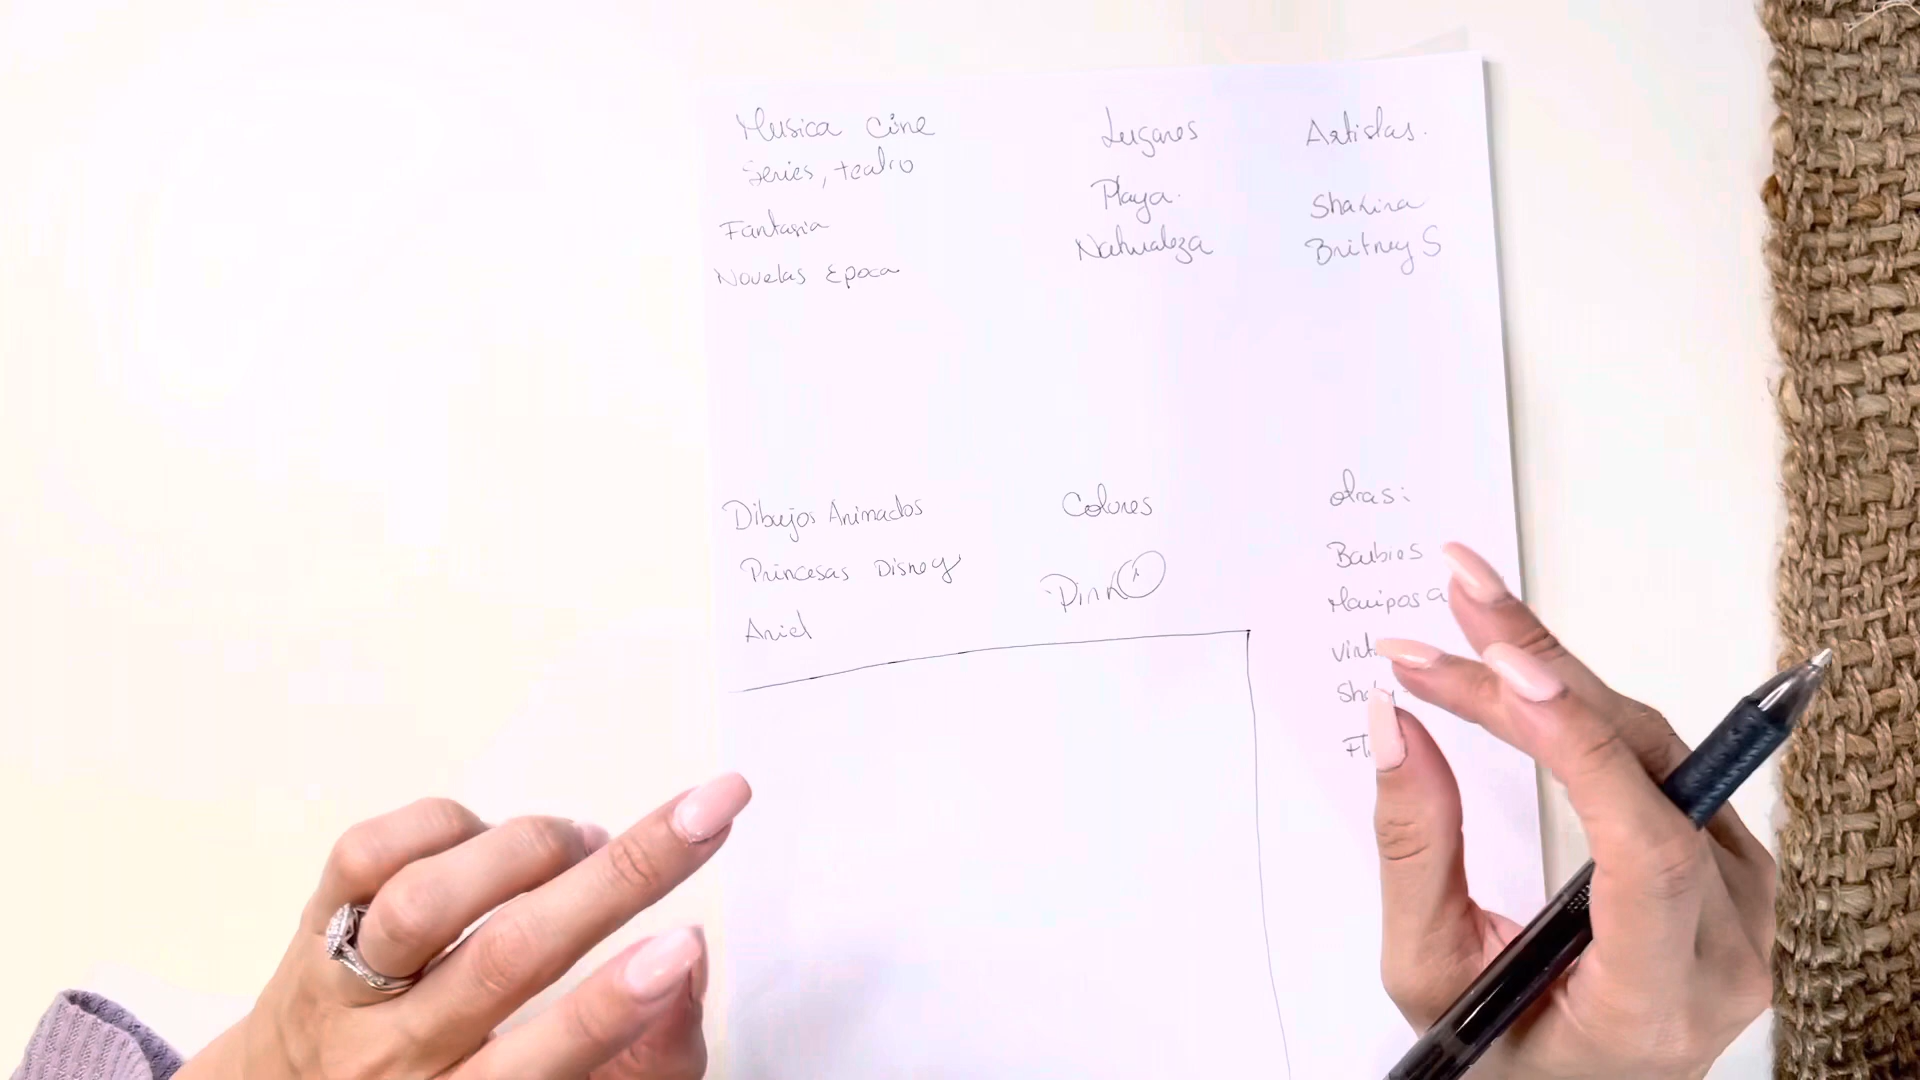 Musica Cine
Series, teatro
Fantasia
Novelas Epoca
Lugares
Playa.
Naturaleza
Artistas.
Shakira
Britney S
Dibujos Animados
Princesas Disney
Ariel
Colores
otras:
Barbies
Mariposa